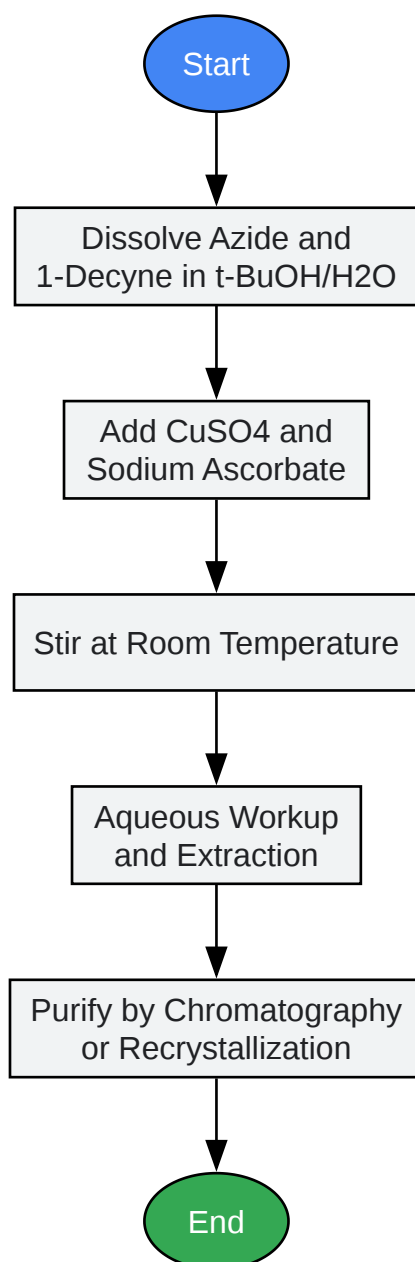 Start
Dissolve Azide and
1-Decyne in t-BuOH/H2O
Add CuSO4 and
Sodium Ascorbate
Stir at Room Temperature
Aqueous Workup
and Extraction
Purify by Chromatography
or Recrystallization
End